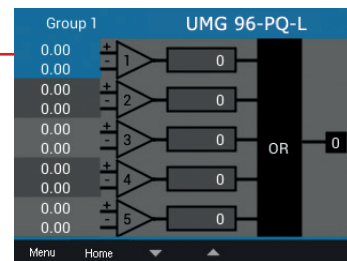 Group 1 UMG 96-PQ-L
0.00 + 1 0
0.00 -
0.00 + 2 0
0.00 -
0.00 + 3 0 OR 0
0.00 -
0.00 + 4 0
0.00 -
0.00 + 5 0
0.00 -
Menu Home